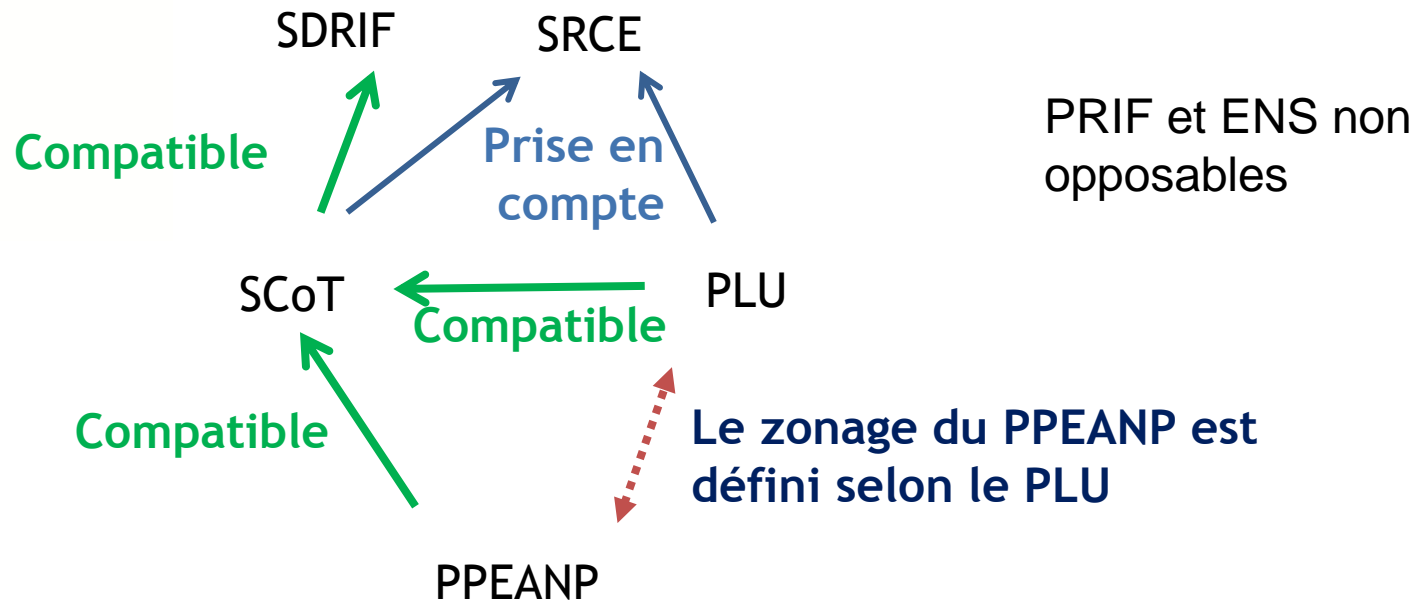 SDRIF
SRCE
Compatible
Prise en
compte
PRIF et ENS non
opposables
SCoT
PLU
Compatible
Compatible
Le zonage du PPEANP est
défini selon le PLU
PPEANP